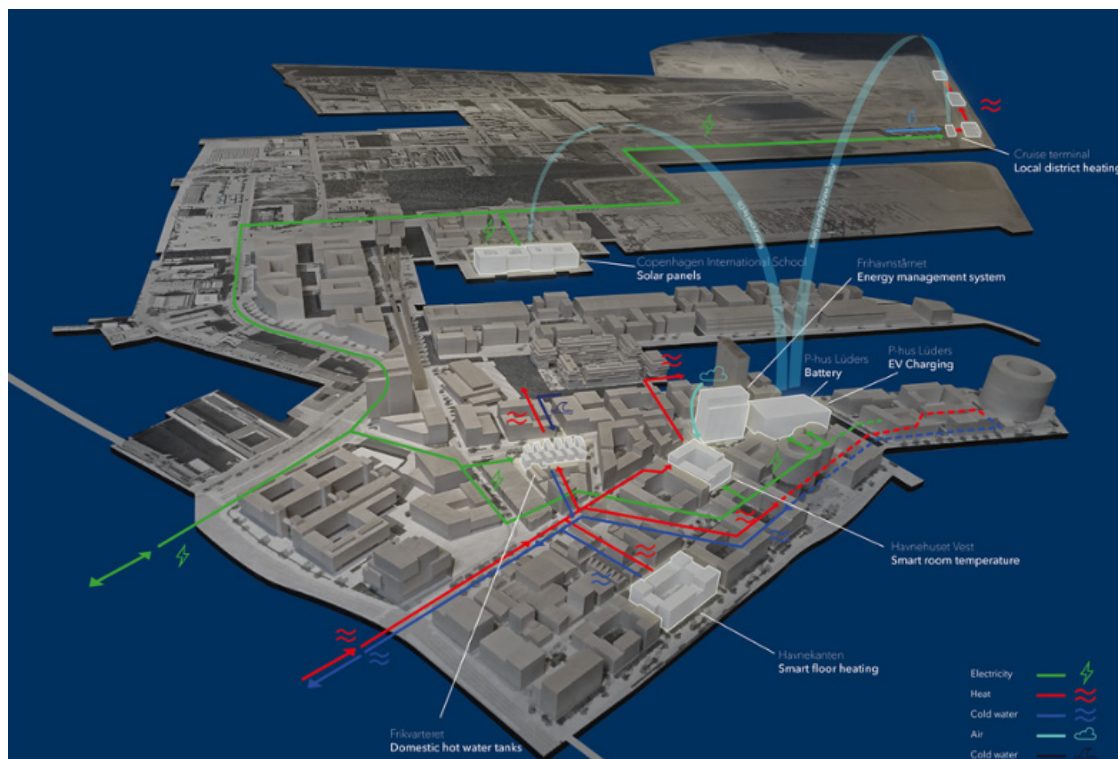 Cruise terminal
Local district heating
Copenhagen International School
Solar panels
Frihavnstårnet
Energy management system
P-hus Lüders
Battery
P-hus Lüders
EV Charging
Havnehuset Vest
Smart room temperature
Havnekanten
Smart floor heating
Frikvarteret
Domestic hot water tanks
Electricity
Heat
Cold water
Air
Cold water